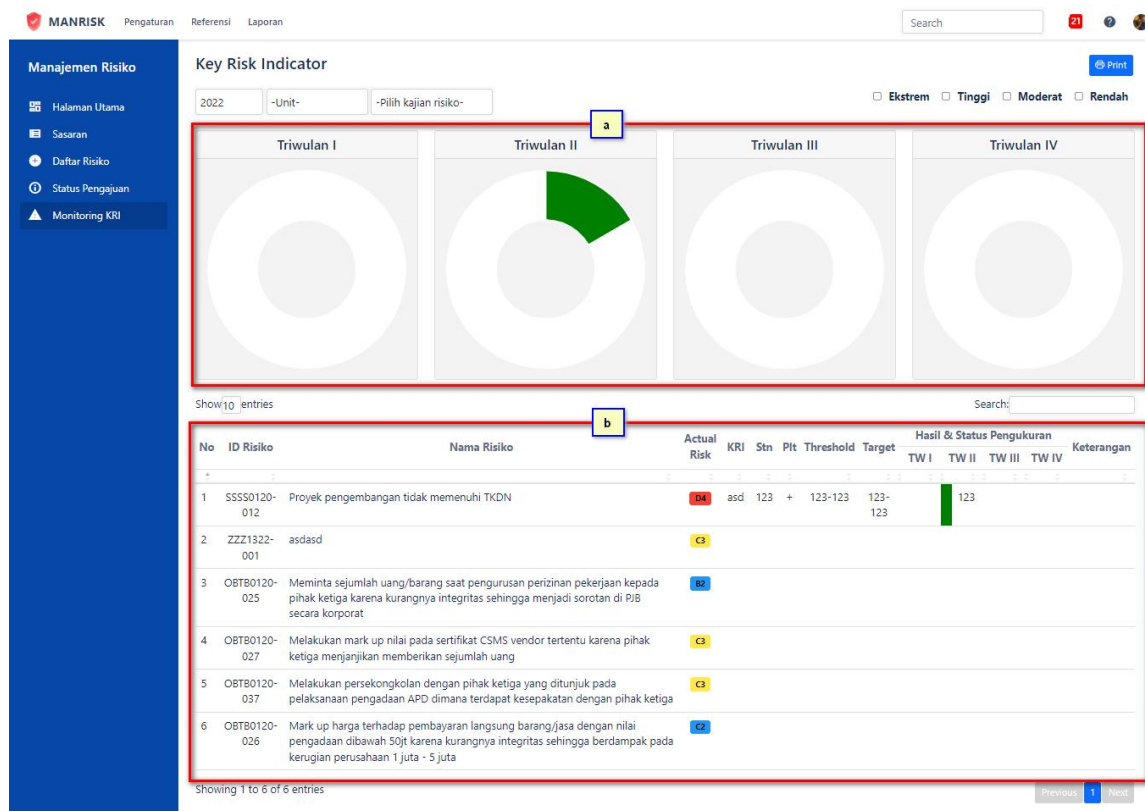 MANRISK Pengaturan Referensi Laporan Search 21
Manajemen Risiko
Halaman Utama
Sasaran
Daftar Risiko
Status Pengajuan
Monitoring KRI
Key Risk Indicator
Print
2022 -Unit- -Pilih kajian risiko-
Ekstrem Tinggi Moderat Rendah
a
Triwulan I Triwulan II Triwulan III Triwulan IV
Show 10 entries Search:
b
No ID Risiko Nama Risiko Actual Risk KRI Stn Plt Threshold Target Hasil & Status Pengukuran Keterangan
TW I TW II TW III TW IV
1 SSSS0120- Proyek pengembangan tidak memenuhi TKDN D4 asd 123 + 123-123 123- 123
012 123
2 ZZZ1322- asdasd C3
001
3 OBTB0120- Meminta sejumlah uang/barang saat pengurusan perizinan pekerjaan kepada B2
025 pihak ketiga karena kurangnya integritas sehingga menjadi sorotan di PJB
secara korporat
4 OBTB0120- Melakukan mark up nilai pada sertifikat CSMS vendor tertentu karena pihak C3
027 ketiga menjanjikan memberikan sejumlah uang
5 OBTB0120- Melakukan persekongkolan dengan pihak ketiga yang ditunjuk pada C3
037 pelaksanaan pengadaan APD dimana terdapat kesepakatan dengan pihak ketiga
6 OBTB0120- Mark up harga terhadap pembayaran langsung barang/jasa dengan nilai C2
026 pengadaan dibawah 50jt karena kurangnya integritas sehingga berdampak pada
kerugian perusahaan 1 juta - 5 juta
Showing 1 to 6 of 6 entries Previous 1 Next